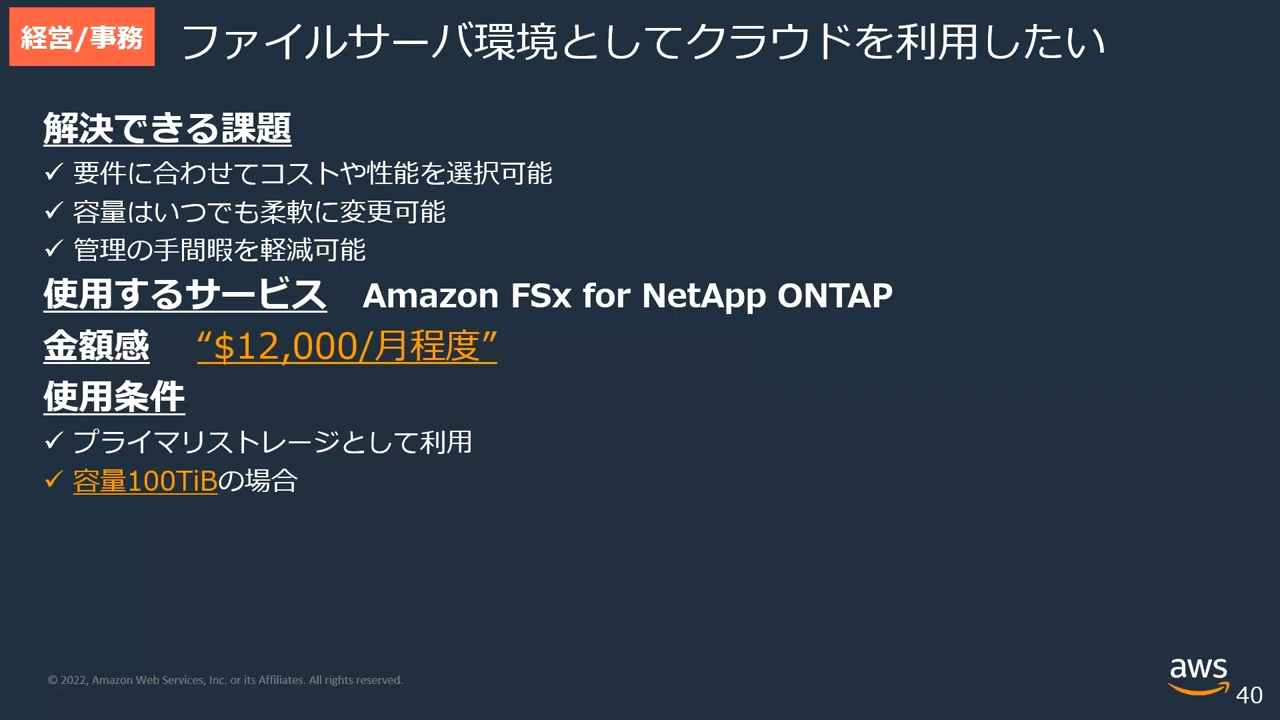 経営/事務
ファイルサーバ環境としてクラウドを利用したい
解決できる課題
✓ 要件に合わせてコストや性能を選択可能
✓ 容量はいつでも柔軟に変更可能
✓ 管理の手間暇を軽減可能
使用するサービス Amazon FSx for NetApp ONTAP
金額感 “$12,000/月程度”
使用条件
✓ プライマリストレージとして利用
✓ 容量100TiBの場合
© 2022, Amazon Web Services, Inc. or its Affiliates. All rights reserved.
aws
40